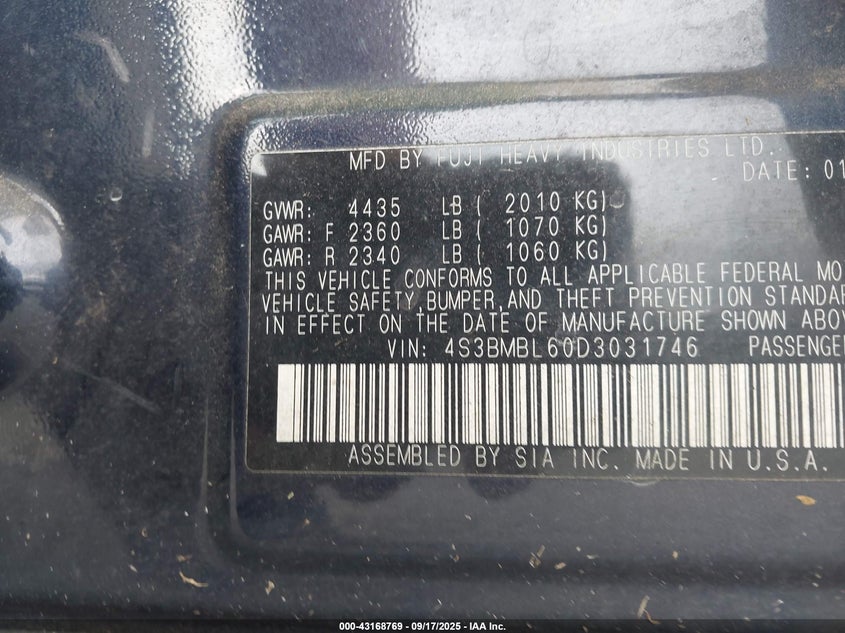 MFD BY FUJI HEAVY INDUSTRIES LTD.
DATE: 01
GVWR: 4435 LB ( 2010 KG)
GAWR: F 2360 LB ( 1070 KG)
GAWR: R 2340 LB ( 1060 KG)
THIS VEHICLE CONFORMS TO ALL APPLICABLE FEDERAL MO
VEHICLE SAFETY,BUMPER,AND THEFT PREVENTION STANDAR
IN EFFECT ON THE DATE OF MANUFACTURE SHOWN ABOV
VIN: 4S3BMBL60D3031746 PASSENGER
ASSEMBLED BY SIA INC. MADE IN U.S.A.
000-43168769 - 09/17/2025 - IAA Inc.